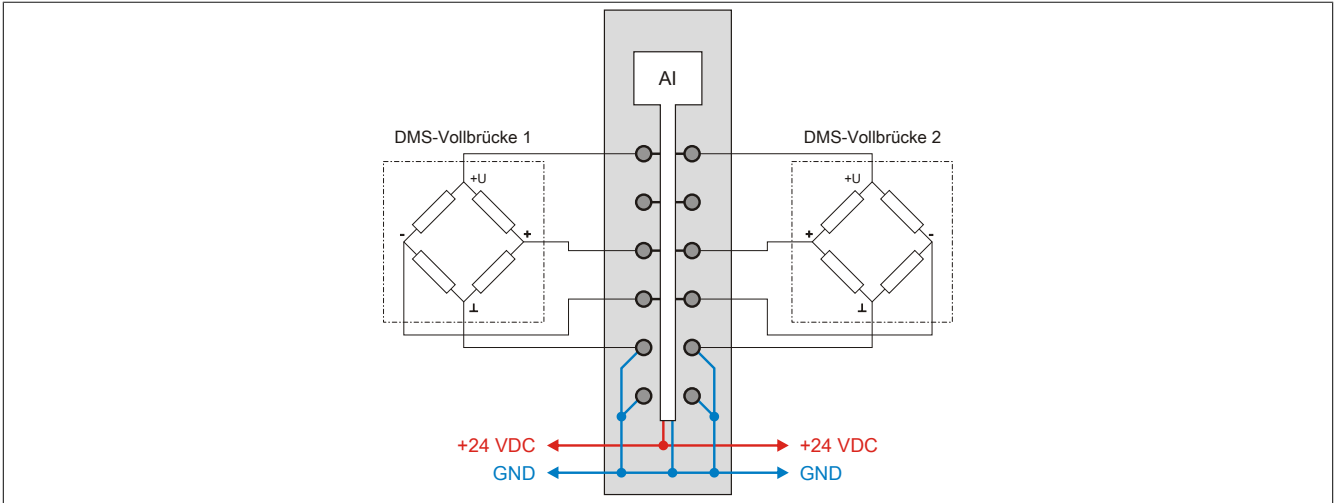 AI
DMS-Vollbrücke 1
DMS-Vollbrücke 2
+U
+U
-
+
+
-
⊥
⊥
+24 VDC
+24 VDC
GND
GND